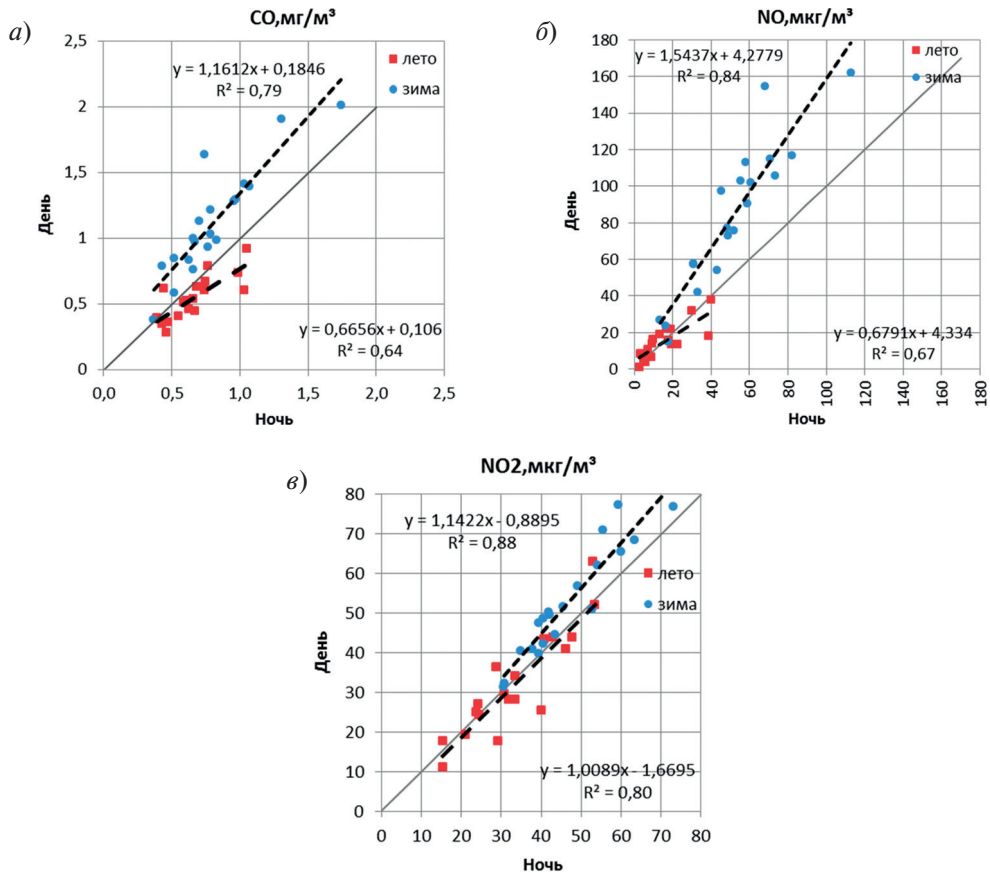 а)
CO,мг/м³
2,5
2
1,5
1
0,5
0
0,0
0,5
1,0
1,5
2,0
2,5
День
Ночь
y = 1,1612x + 0,1846
R² = 0,79
лето
зима
y = 0,6656x + 0,106
R² = 0,64
б)
NO,мкг/м³
180
160
140
120
100
80
60
40
20
0
0
20
40
60
80
100
120
140
160
180
День
Ночь
y = 1,5437x + 4,2779
R² = 0,84
лето
зима
y = 0,6791x + 4,334
R² = 0,67
в)
NO2,мкг/м³
80
70
60
50
40
30
20
10
0
0
10
20
30
40
50
60
70
80
День
Ночь
y = 1,1422x - 0,8895
R² = 0,88
лето
зима
y = 1,0089x - 1,6695
R² = 0,80